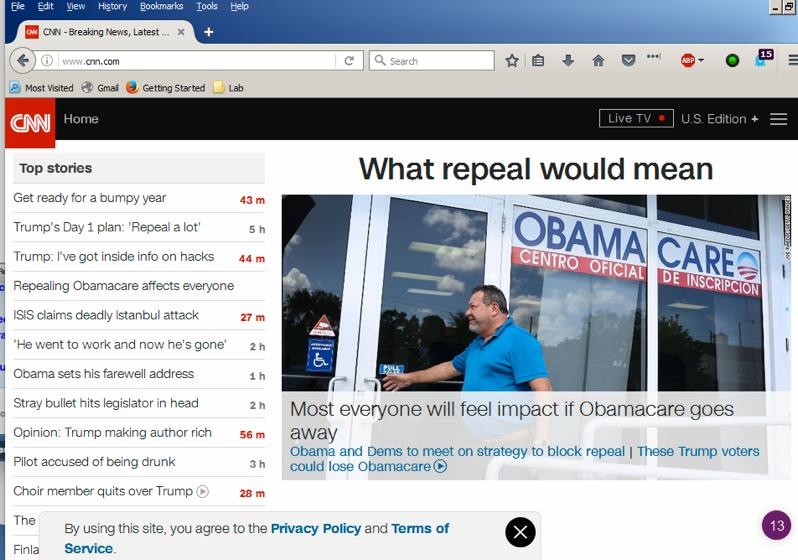 File Edit View History Bookmarks Tools Help
CNN - Breaking News, Latest ...
www.cnn.com
Search
ABP
15
Most Visited Gmail Getting Started Lab
CNN
Home
Live TV
U.S. Edition +
Top stories
Get ready for a bumpy year 43 m
Trump's Day 1 plan: 'Repeal a lot' 5 h
Trump: I've got inside info on hacks 44 m
Repealing Obamacare affects everyone
ISIS claims deadly Istanbul attack 27 m
'He went to work and now he's gone' 2 h
Obama sets his farewell address 1 h
Stray bullet hits legislator in head 2 h
Opinion: Trump making author rich 56 m
Pilot accused of being drunk 3 h
Choir member quits over Trump 28 m
The
Finla
What repeal would mean
OBAMA CARE
CENTRO OFICIAL DE INSCRIPCIÓN
PULL
Most everyone will feel impact if Obamacare goes
away
Obama and Dems to meet on strategy to block repeal | These Trump voters
could lose Obamacare
By using this site, you agree to the Privacy Policy and Terms of
Service.
13